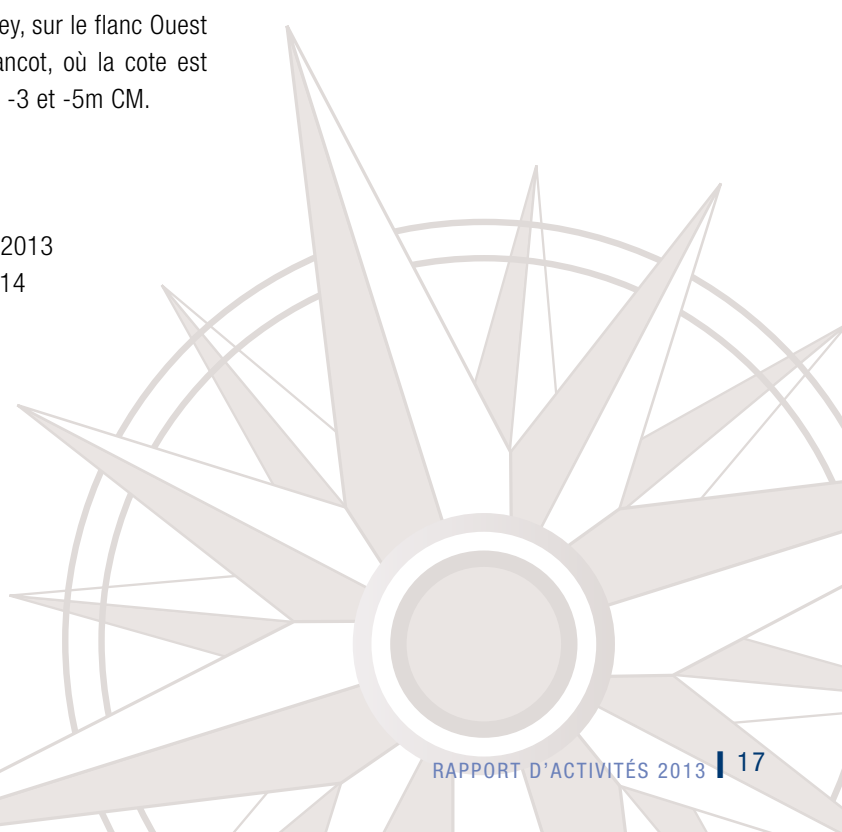 ey, sur le flanc Ouest
ancot, où la cote est
-3 et -5m CM.
2013
14
RAPPORT D'ACTIVITÉS 2013 17